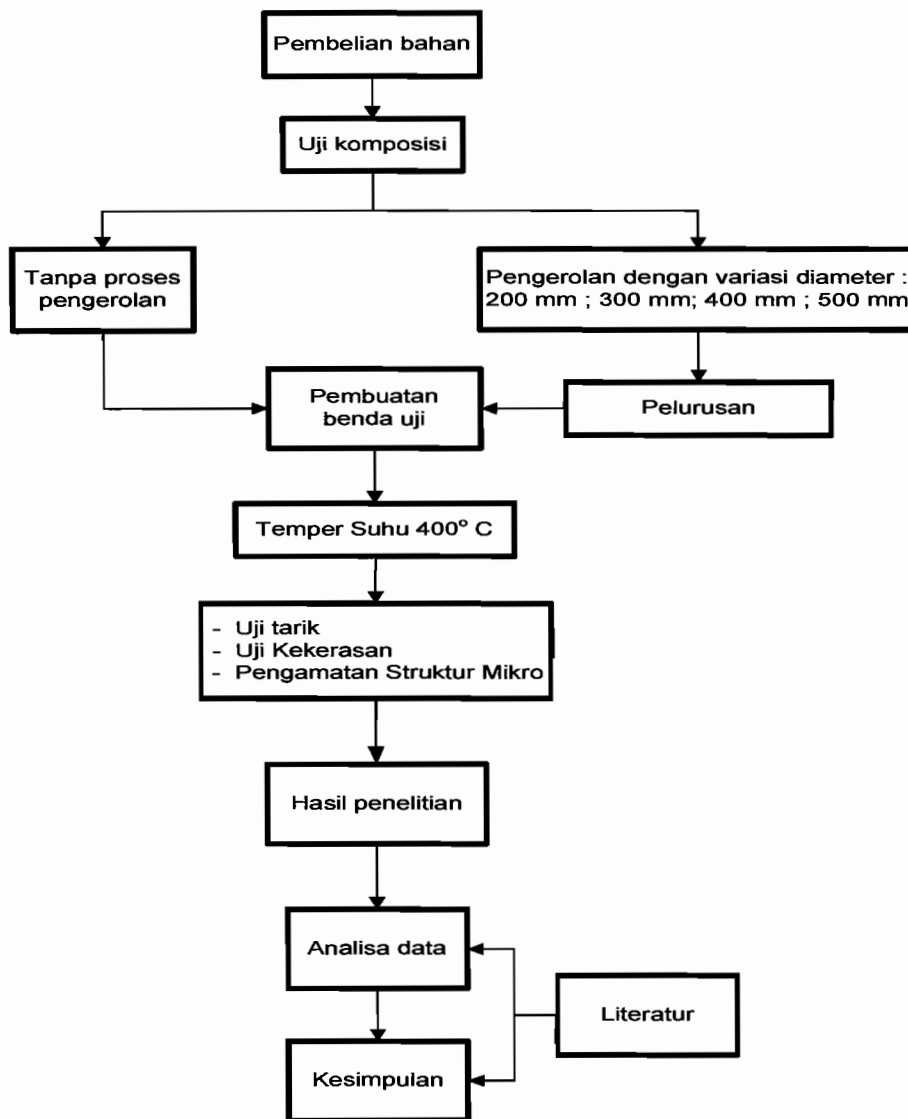 Pembelian bahan
Uji komposisi
Tanpa proses
pengerolan
Pengerolan dengan variasi diameter :
200 mm ; 300 mm; 400 mm ; 500 mm
Pembuatan
benda uji
Pelurusan
Temper Suhu 400° C
- Uji tarik
- Uji Kekerasan
- Pengamatan Struktur Mikro
Hasil penelitian
Analisa data
Literatur
Kesimpulan